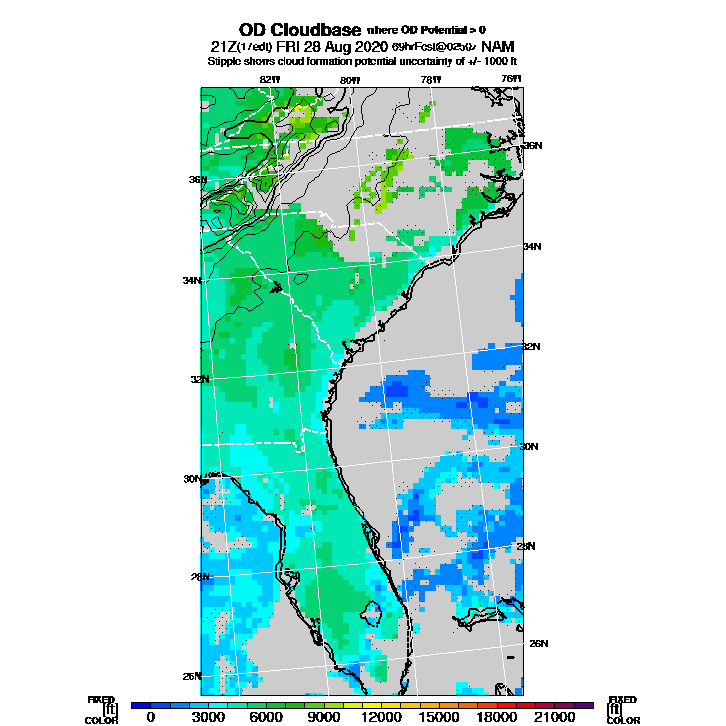 OD Cloudbase where OD Potential > 0
21Z(17edt) FRI 28 Aug 2020 69hrFcst@0250z NAM
Stipple shows cloud formation potential uncertainty of +/- 1000 ft
82W 80W 78W 76W
36N
36N
34N
34N
32N
32N
30N
30N
28N
28N
26N
26N
FIXED FIXED
[ft] 0 3000 6000 9000 12000 15000 18000 21000 [ft]
COLOR COLOR